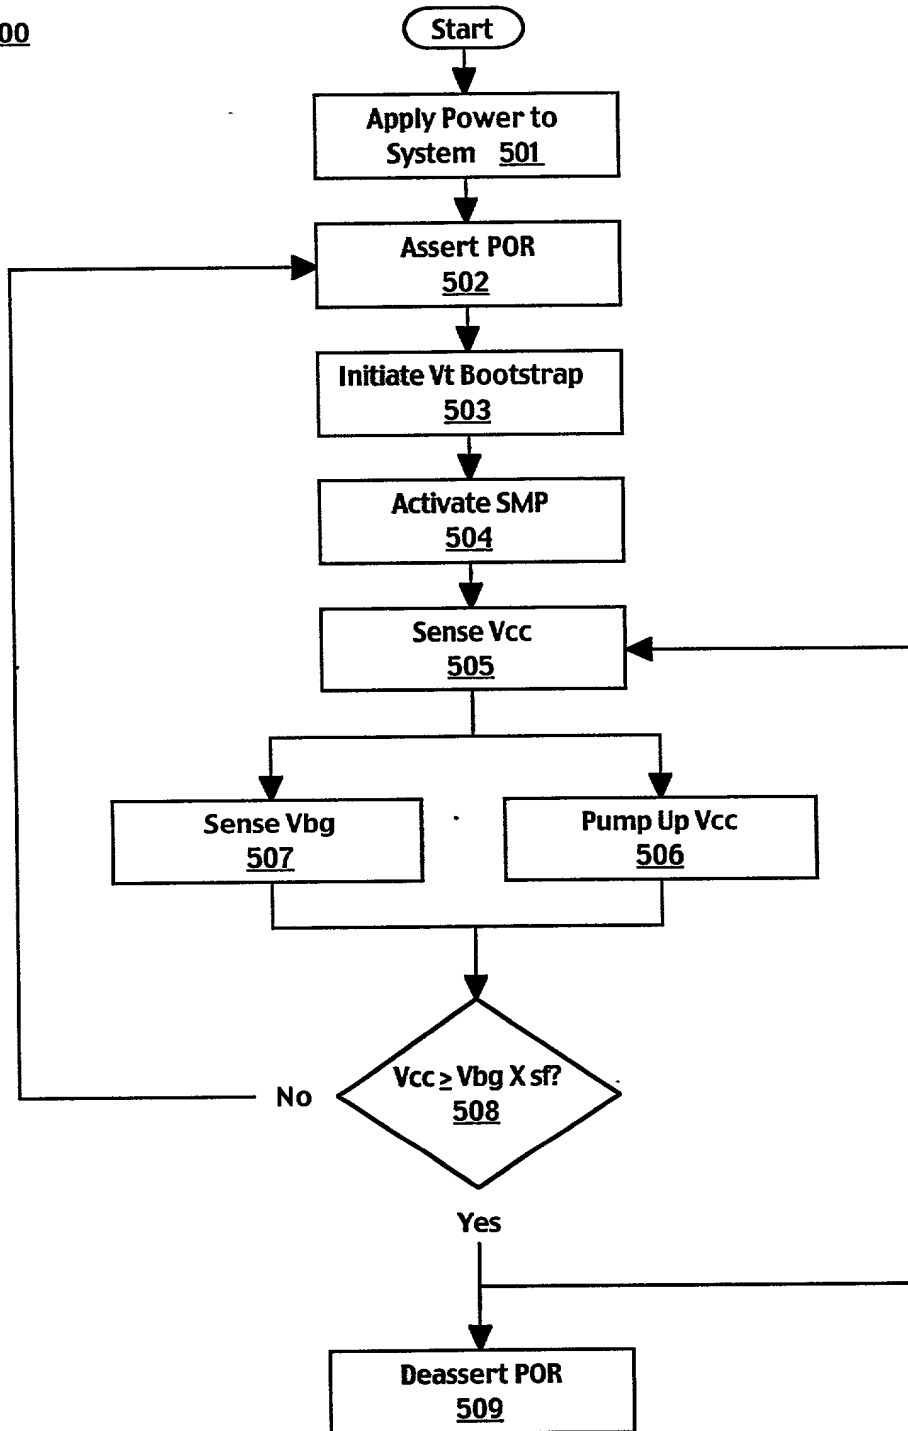 00
Start
Apply Power to
System 501
Assert POR
502
Initiate Vt Bootstrap
503
Activate SMP
504
Sense Vcc
505
Sense Vbg
507
Pump Up Vcc
506
Vcc ≥ Vbg X sf?
508
No
Yes
Deassert POR
509